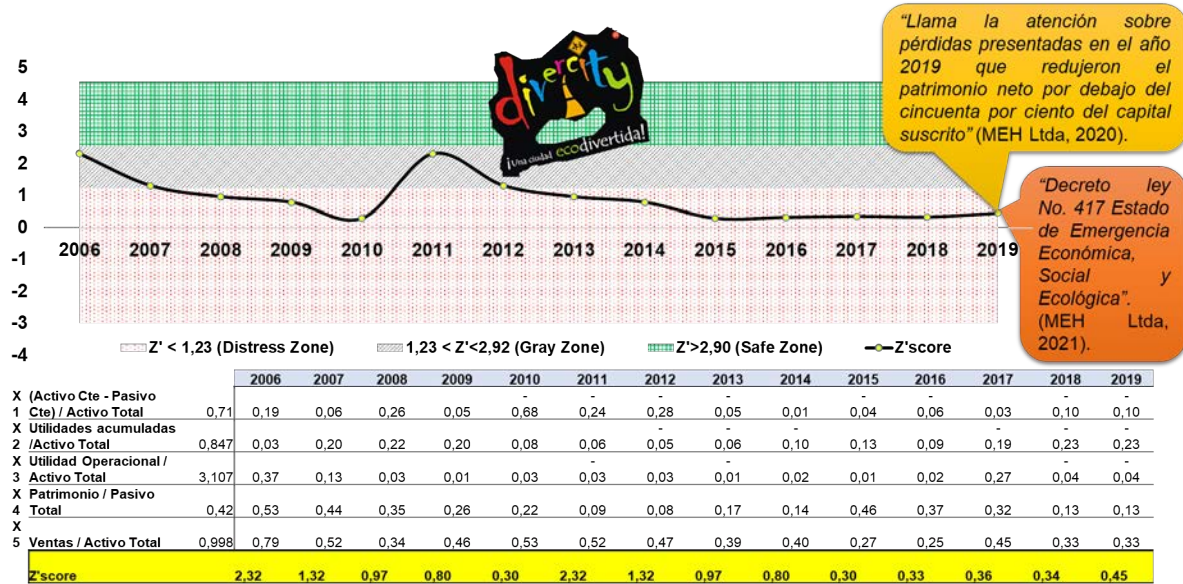 "Llama la atención sobre
pérdidas presentadas en el año
2019 que redujeron el
patrimonio neto por debajo del
cincuenta por ciento del capital
suscrito" (MEH Ltda, 2020).
divercity
¡Una ciudad ecodivertida!
"Decreto ley
No. 417 Estado
de Emergencia
Económica,
Social y
Ecológica".
(MEH Ltda,
2021).
5
4
3
2
1
0
-1
-2
-3
-4
2006 2007 2008 2009 2010 2011 2012 2013 2014 2015 2016 2017 2018 2019
Z' < 1,23 (Distress Zone) 1,23 < Z'<2,92 (Gray Zone) Z'>2,90 (Safe Zone) Z'score
2006 2007 2008 2009 2010 2011 2012 2013 2014 2015 2016 2017 2018 2019
X (Activo Cte - Pasivo - - - - - - - - - -
1 Cte) / Activo Total 0,71 0,19 0,06 0,26 0,05 0,68 0,24 0,28 0,05 0,01 0,04 0,06 0,03 0,10 0,10
X Utilidades acumuladas - - - - - - -
2 /Activo Total 0,847 0,03 0,20 0,22 0,20 0,08 0,06 0,05 0,06 0,10 0,13 0,09 0,19 0,23 0,23
X Utilidad Operacional / - - - -
3 Activo Total 3,107 0,37 0,13 0,03 0,01 0,03 0,03 0,03 0,01 0,02 0,01 0,02 0,27 0,04 0,04
X Patrimonio / Pasivo
4 Total 0,42 0,53 0,44 0,35 0,26 0,22 0,09 0,08 0,17 0,14 0,46 0,37 0,32 0,13 0,13
X
5 Ventas / Activo Total 0,998 0,79 0,52 0,34 0,46 0,53 0,52 0,47 0,39 0,40 0,27 0,25 0,45 0,33 0,33
Z'score 2,32 1,32 0,97 0,80 0,30 2,32 1,32 0,97 0,80 0,30 0,33 0,36 0,34 0,45